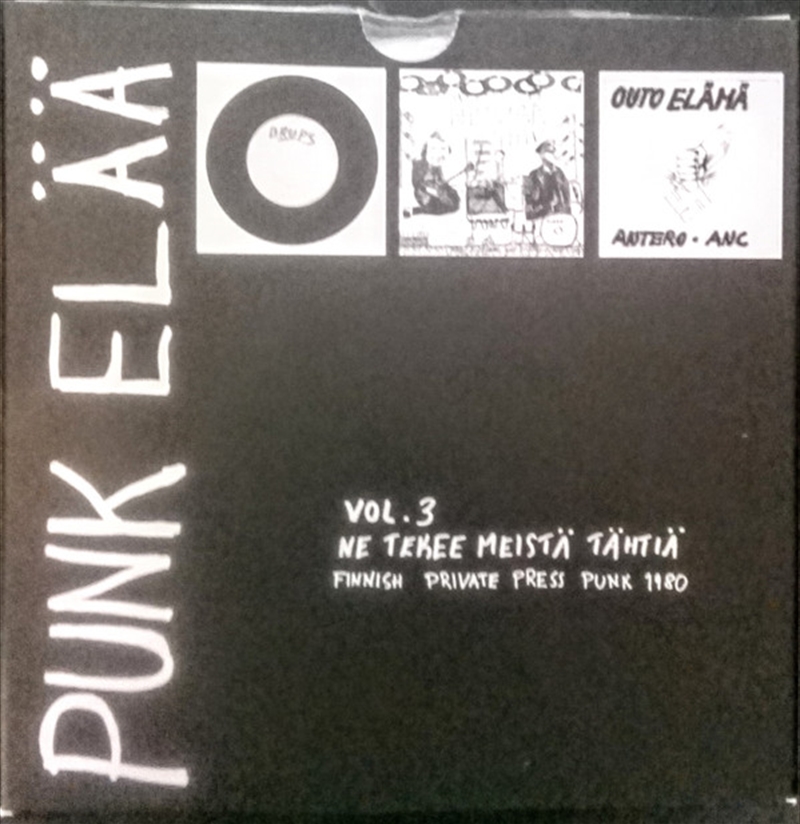 PUNK ELÄÄ
DRUPS
OUTO ELÄMÄ
ANTERO · ANC
VOL. 3
NE TEKEE MEISTÄ TÄHTIÄ
FINNISH PRIVATE PRESS PUNK 1980